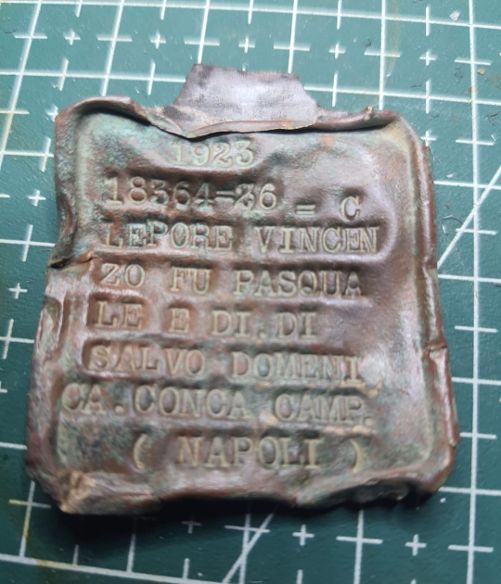 1923
18364=36 = C
LEPORE VINCEN
ZO FU PASQUA
LE E DI.DI
SALVO DOMENI
CA.CONCA CAMP.
( NAPOLI )